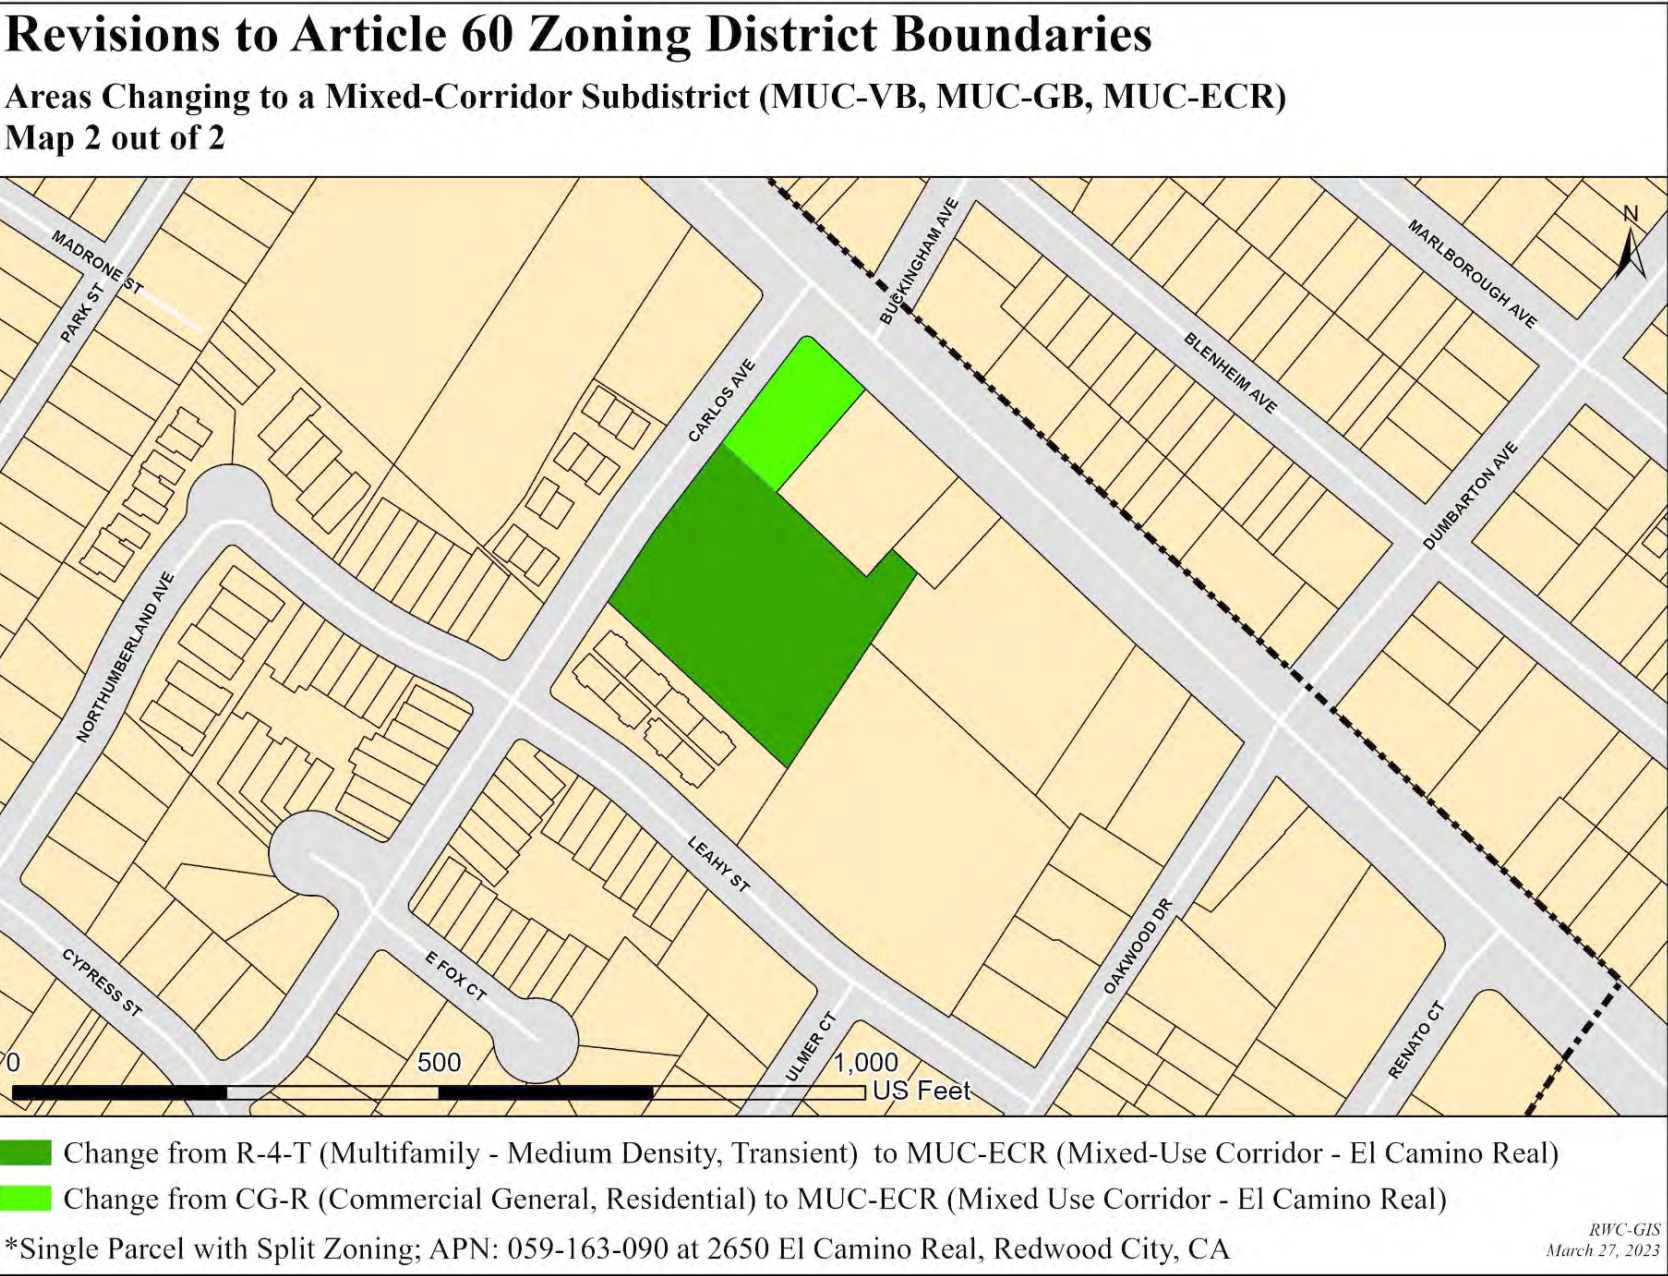 Revisions to Article 60 Zoning District Boundaries
Areas Changing to a Mixed-Corridor Subdistrict (MUC-VB, MUC-GB, MUC-ECR)
Map 2 out of 2
MADRONE ST
PARK ST
BUCKINGHAM AVE
MARLBOROUGH AVE
N
BLENHEIM AVE
CARLOS AVE
DUMBARTON AVE
NORTHUMBERLAND AVE
LEAHY ST
OAKWOOD DR
CYPRESS ST
E FOX CT
ULMER CT
RENATO CT
0 500 1,000
US Feet
Change from R-4-T (Multifamily - Medium Density, Transient) to MUC-ECR (Mixed-Use Corridor - El Camino Real)
Change from CG-R (Commercial General, Residential) to MUC-ECR (Mixed Use Corridor - El Camino Real)
*Single Parcel with Split Zoning; APN: 059-163-090 at 2650 El Camino Real, Redwood City, CA
RWC-GIS
March 27, 2023